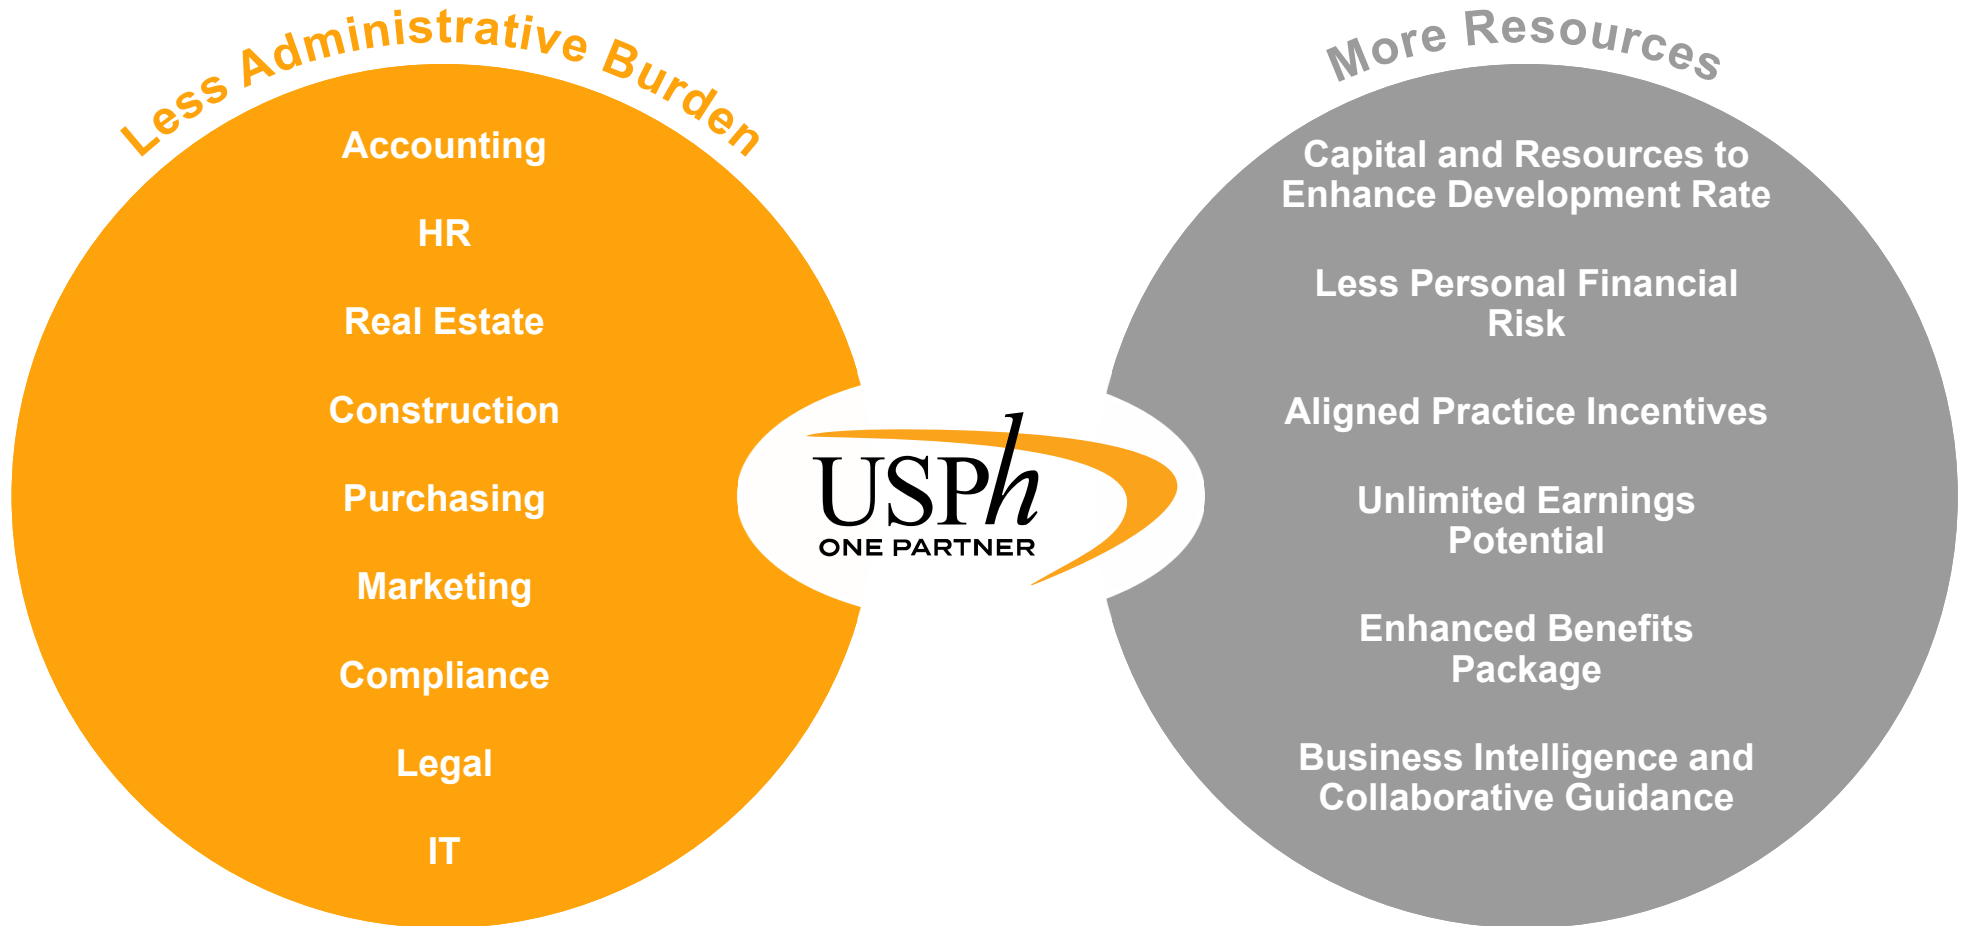 Less Administrative Burden
Accounting
HR
Real Estate
Construction
Purchasing
Marketing
Compliance
Legal
IT
USPh
ONE PARTNER
More Resources
Capital and Resources to
Enhance Development Rate
Less Personal Financial
Risk
Aligned Practice Incentives
Unlimited Earnings
Potential
Enhanced Benefits
Package
Business Intelligence and
Collaborative Guidance